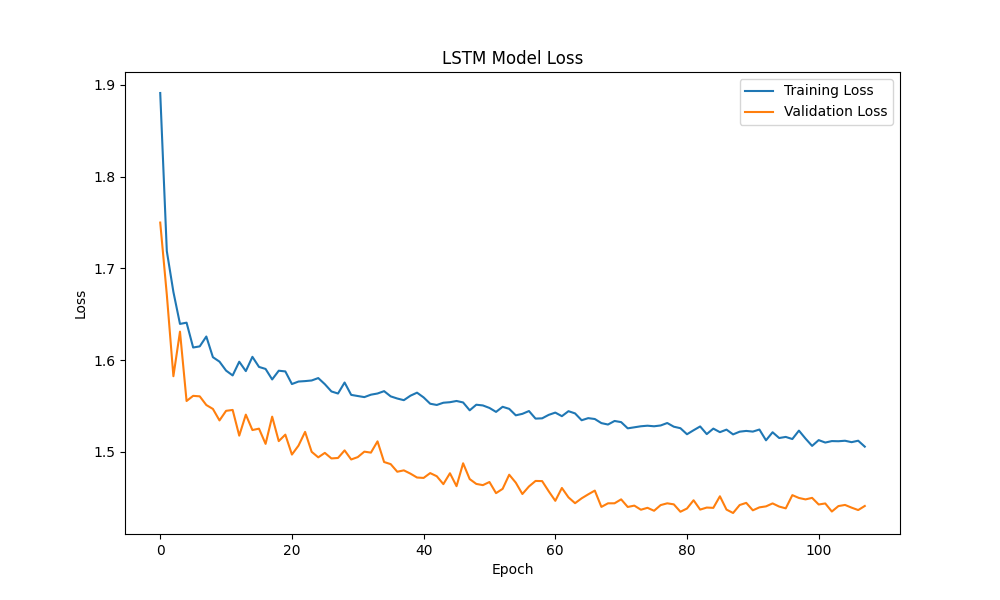 LSTM Model Loss
Training Loss
Validation Loss
Loss
1.9
1.8
1.7
1.6
1.5
0 20 40 60 80 100
Epoch